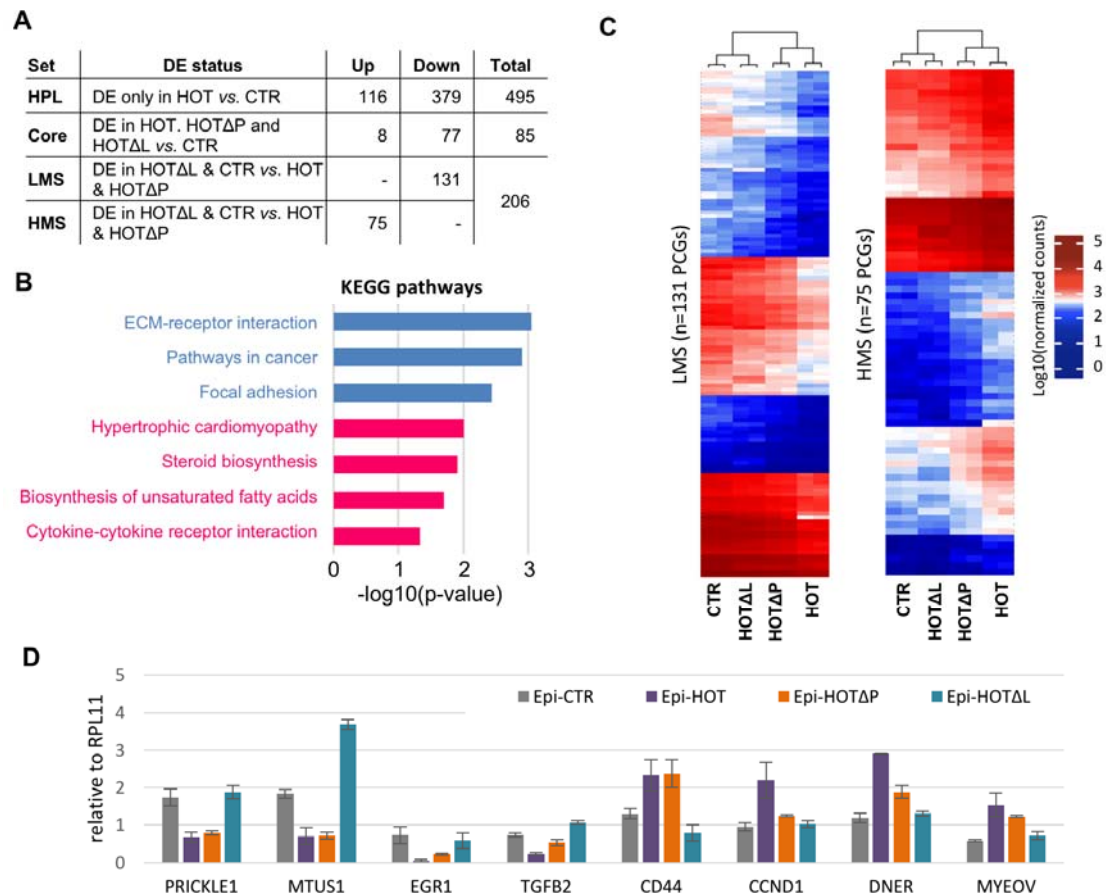 A
Set DE status Up Down Total
HPL DE only in HOT vs. CTR 116 379 495
Core DE in HOT. HOTΔP and
HOTΔL vs. CTR 8 77 85
LMS DE in HOTΔL & CTR vs. HOT
& HOTΔP - 131
206
HMS DE in HOTΔL & CTR vs. HOT
& HOTΔP 75 -
B
KEGG pathways
ECM-receptor interaction
Pathways in cancer
Focal adhesion
Hypertrophic cardiomyopathy
Steroid biosynthesis
Biosynthesis of unsaturated fatty acids
Cytokine-cytokine receptor interaction
0 1 2 3
-log10(p-value)
C
LMS (n=131 PCGs)
CTR HOTΔL HOTΔP HOT
HMS (n=75 PCGs)
CTR HOTΔL HOTΔP HOT
Log10(normalized counts)
5
4
3
2
1
0
D
relative to RPL11
5
4
3
2
1
0
Epi-CTR Epi-HOT Epi-HOTΔP Epi-HOTΔL
PRICKLE1 MTUS1 EGR1 TGFB2 CD44 CCND1 DNER MYEOV